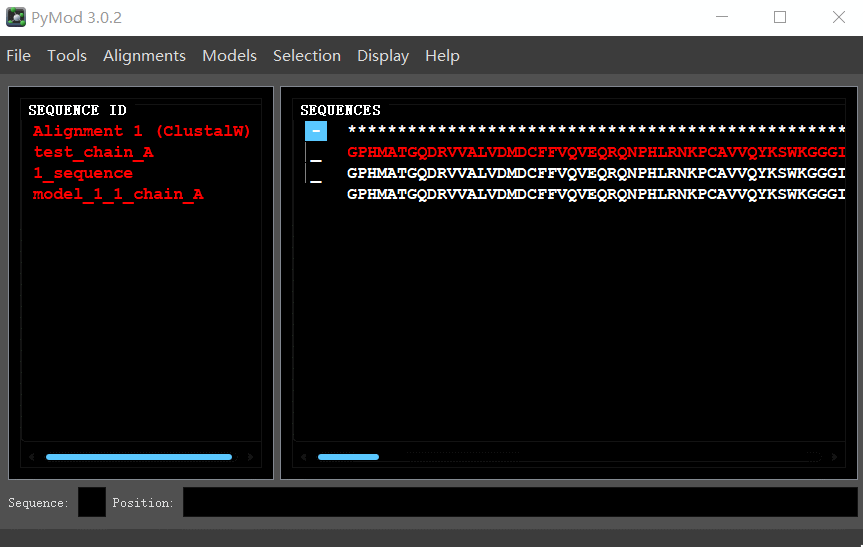 PyMod 3.0.2
File Tools Alignments Models Selection Display Help
SEQUENCE ID
Alignment 1 (ClustalW)
test_chain_A
1_sequence
model_1_1_chain_A
SEQUENCES
- **************************************************
_ GPHMATGQDRVVALVDMDCFFVQVEQRQNPHLRNKPCAVVQYKSWKGGGI
_ GPHMATGQDRVVALVDMDCFFVQVEQRQNPHLRNKPCAVVQYKSWKGGGI
GPHMATGQDRVVALVDMDCFFVQVEQRQNPHLRNKPCAVVQYKSWKGGGI
Sequence: Position: